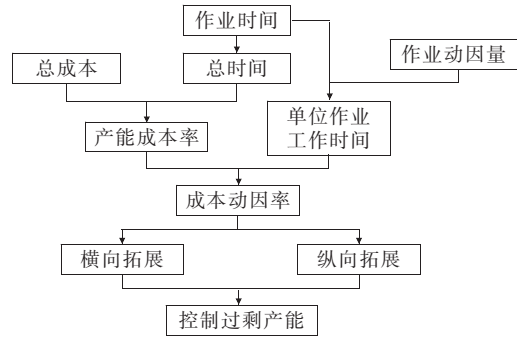 作业时间
作业动因量
总成本
总时间
单位作业
工作时间
产能成本率
成本动因率
横向拓展
纵向拓展
控制过剩产能